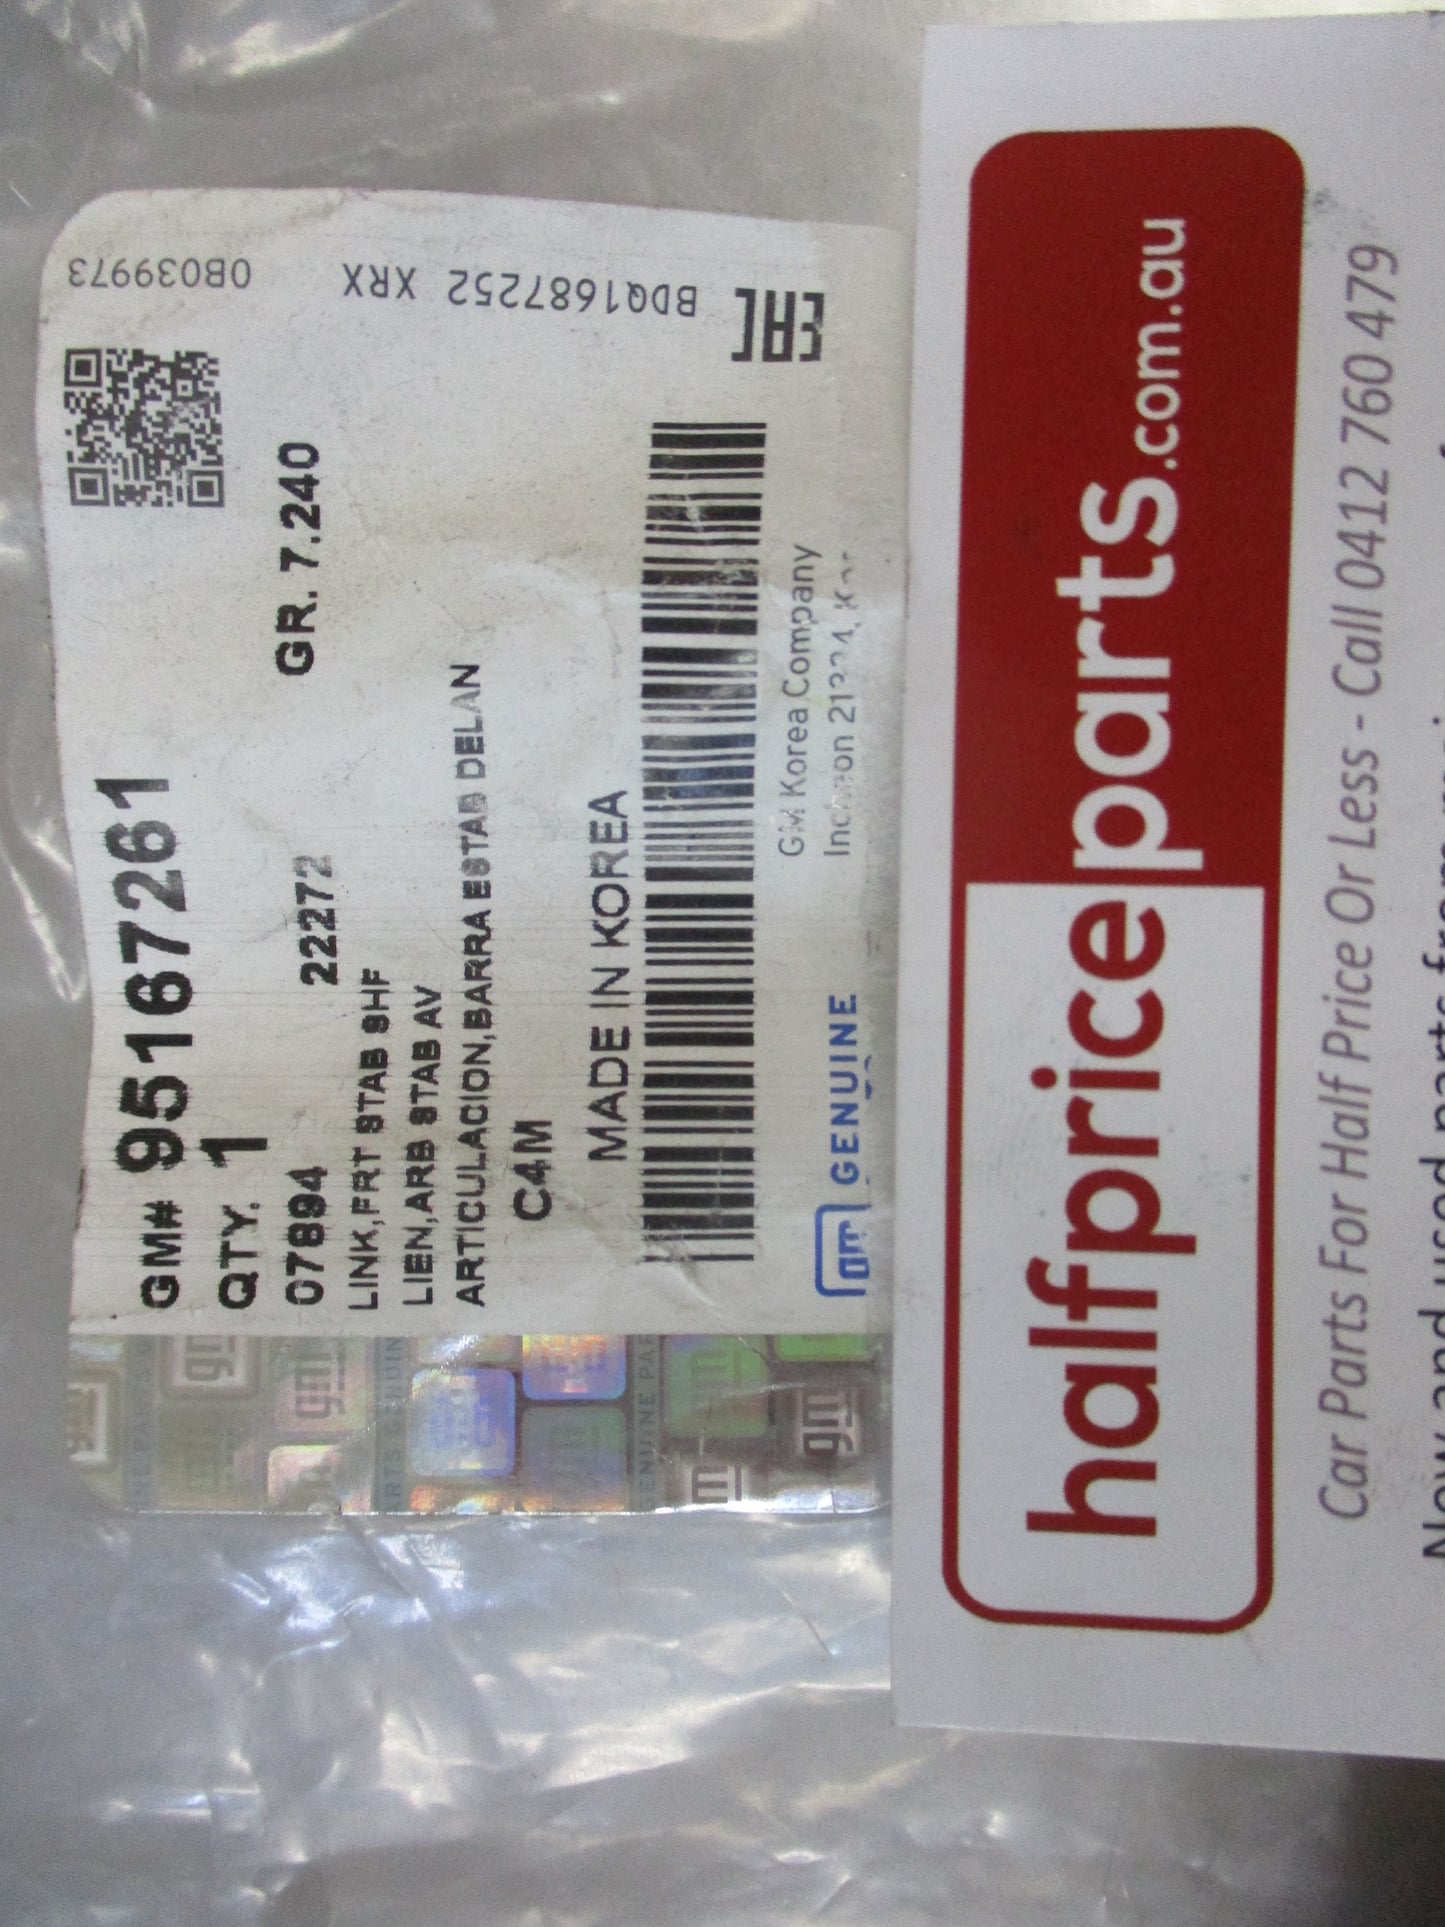 GM# 95167261
QTY. 1
GR. 7.240
07894 22272
LINK,FRT STAB SHF
LIEN,ARB STAB AV
ARTICULACION,BARRA ESTAB DELAN
C4M
MADE IN KOREA
GM Korea Company
gm GENUINE
0B039973
BDQ1687252 XRX
EAC
halfpriceparts.com.au
Car Parts For Half Price Or Less - Call 0412 760 479